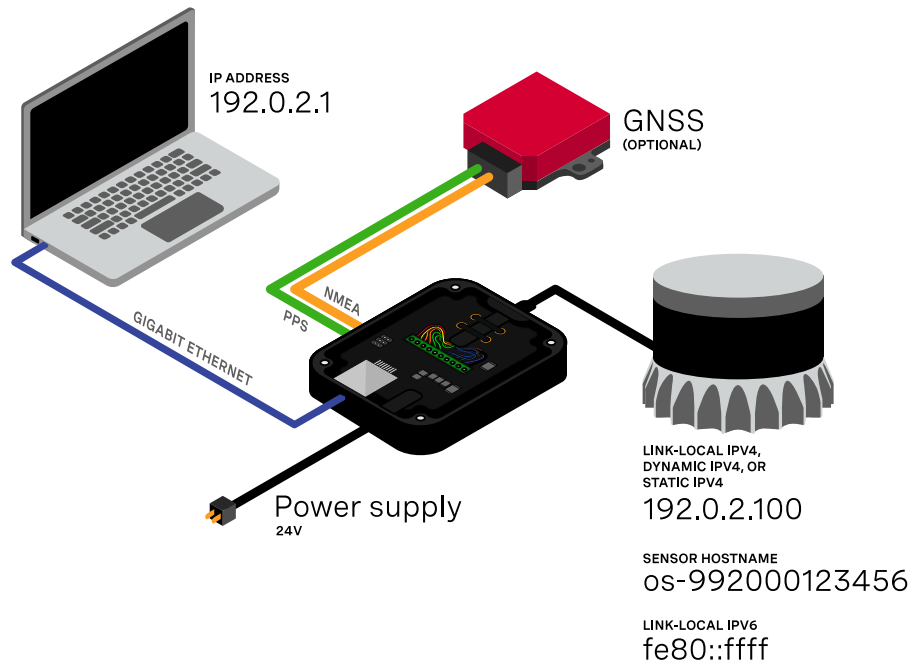 IP ADDRESS
192.0.2.1
GNSS
(OPTIONAL)
NMEA
PPS
GIGABIT ETHERNET
Power supply
24V
LINK-LOCAL IPV4,
DYNAMIC IPV4, OR
STATIC IPV4
192.0.2.100
SENSOR HOSTNAME
os-992000123456
LINK-LOCAL IPV6
fe80::ffff